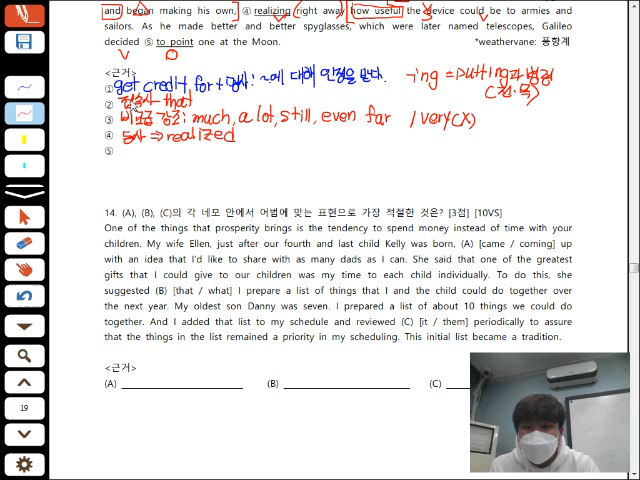 and began making his own, ④ realizing right away how useful the device could be to armies and
sailors. As he made better and better spyglasses, which were later named telescopes, Galileo
decided ⑤ to point one at the Moon. *weathervane: 풍향계
V O
<근거>
① got credit for + 명사 : ~에 대해 인정을 받다. -ing = putting과 병렬
② 접속사 that
③ 비교급 강조: much, a lot, still, even far / very(X)
④ 동사 ⇒ realized
⑤
14. (A), (B), (C)의 각 네모 안에서 어법에 맞는 표현으로 가장 적절한 것은? [3점] [10VS]
One of the things that prosperity brings is the tendency to spend money instead of time with your
children. My wife Ellen, just after our fourth and last child Kelly was born, (A) [came / coming] up
with an idea that I'd like to share with as many dads as I can. She said that one of the greatest
gifts that I could give to our children was my time to each child individually. To do this, she
suggested (B) [that / what] I prepare a list of things that I and the child could do together over
the next year. My oldest son Danny was seven. I prepared a list of about 10 things we could do
together. And I added that list to my schedule and reviewed (C) [it / them] periodically to assure
that the things in the list remained a priority in my scheduling. This initial list became a tradition.
<근거>
(A) (B) (C)
19